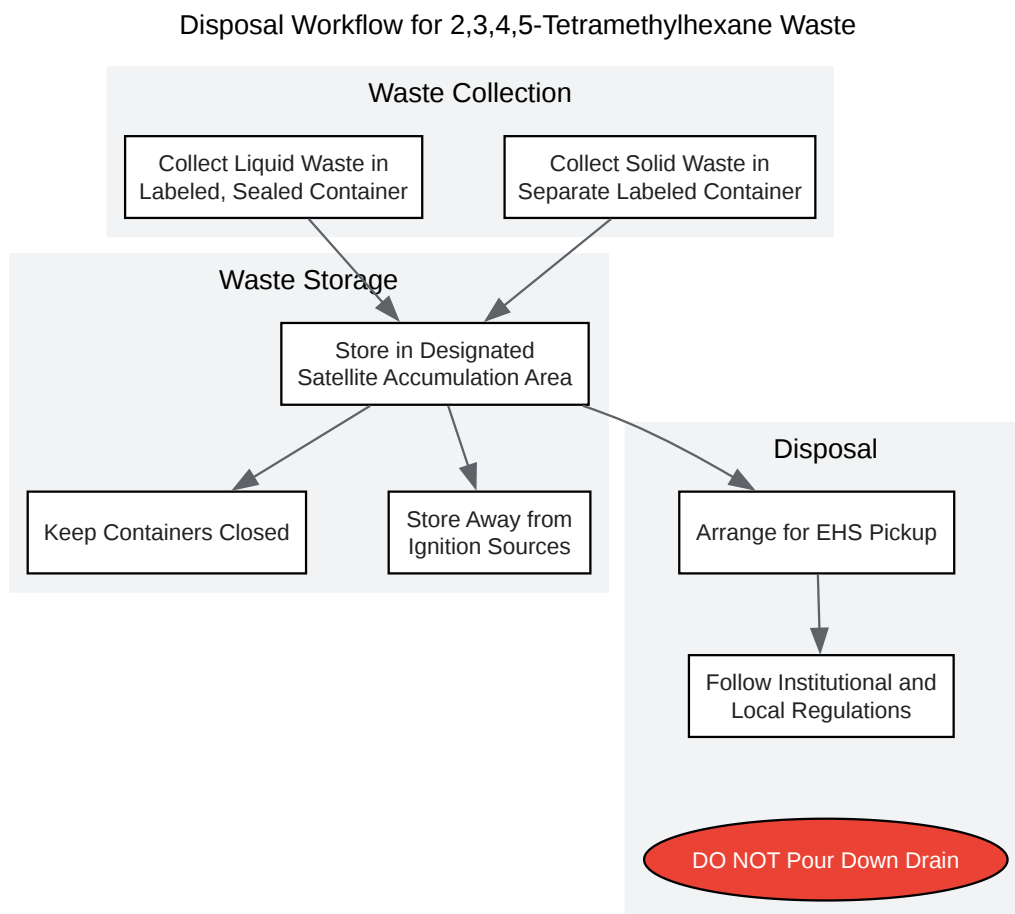 Disposal Workflow for 2,3,4,5-Tetramethylhexane Waste
Waste Collection
Collect Liquid Waste in
Labeled, Sealed Container
Collect Solid Waste in
Separate Labeled Container
Waste Storage
Store in Designated
Satellite Accumulation Area
Keep Containers Closed
Store Away from
Ignition Sources
Disposal
Arrange for EHS Pickup
Follow Institutional and
Local Regulations
DO NOT Pour Down Drain